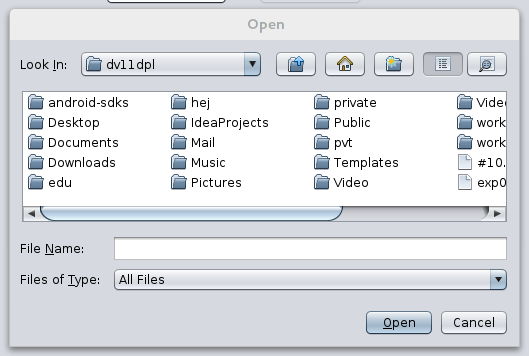 Open
Look In: dv11dpl
android-sdks hej private Video
Desktop IdeaProjects Public work
Documents Mail pvt work
Downloads Music Templates #10.
edu Pictures Video exp0
File Name:
Files of Type: All Files
Open Cancel